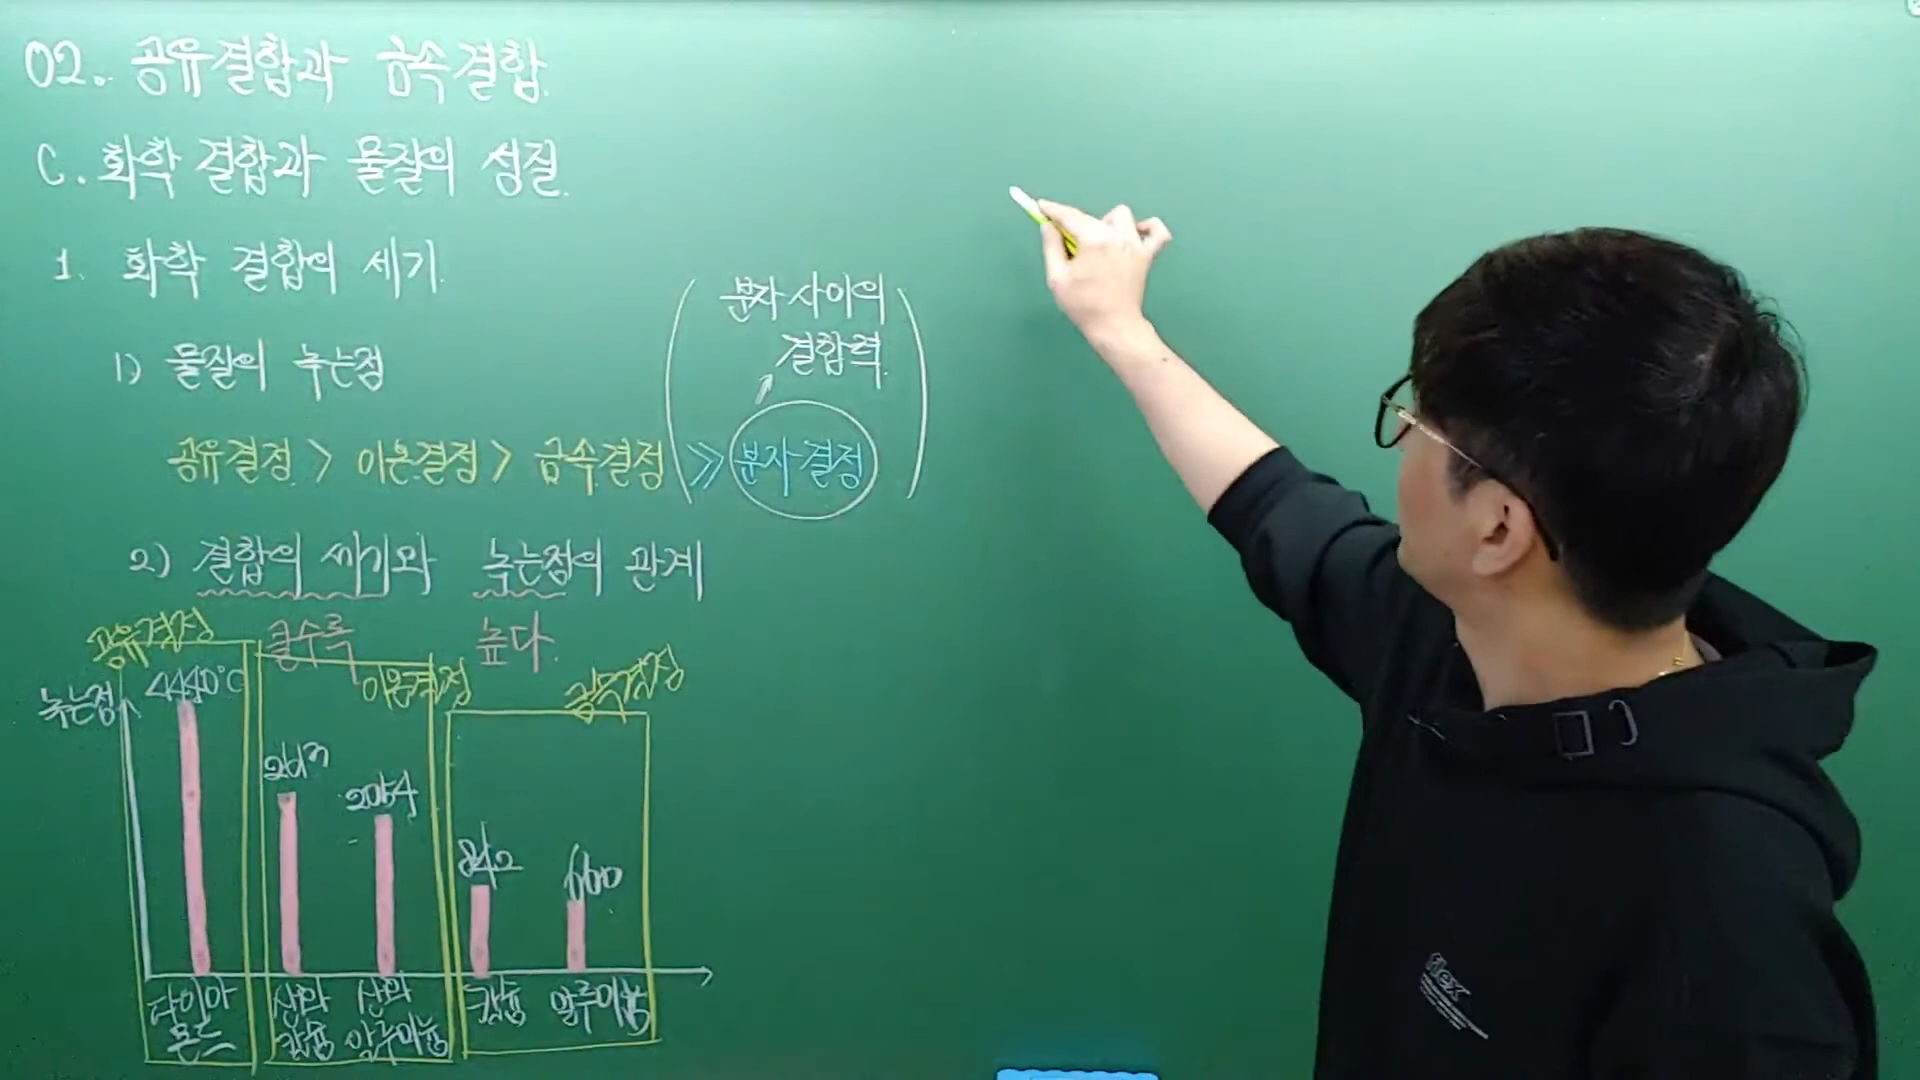 02. 공유결합과 금속결합.
C. 화학 결합과 물질의 성질.
1. 화학 결합의 세기.
1) 물질의 녹는점
(분자 사이의
결합력.
공유결정 > 이온결정 > 금속결정 ≫ 분자결정)
2) 결합의 세기와 녹는점의 관계
클수록 높다.
공유결정 이온결정 금속결정
녹는점 4440°C
2613 2054 842 660
다이아몬드
산화칼슘
산화알루미늄
칼슘
알루미늄
flex